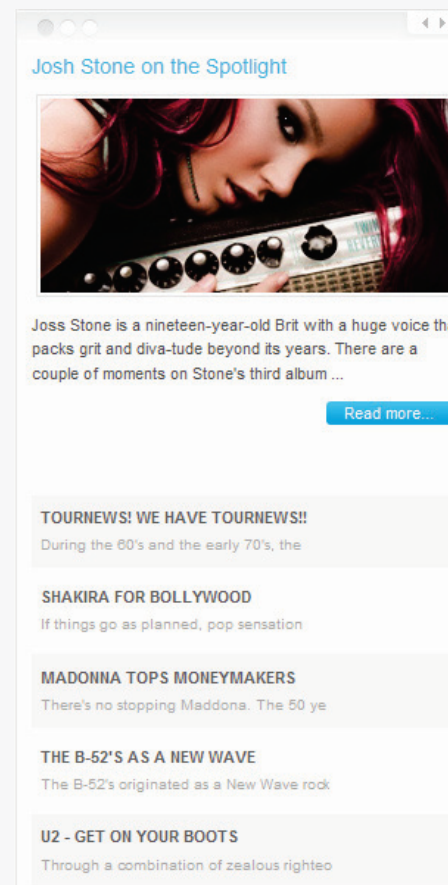 Josh Stone on the Spotlight
Joss Stone is a nineteen-year-old Brit with a huge voice tha
packs grit and diva-tude beyond its years. There are a
couple of moments on Stone's third album ...
Read more...
TOURNEWS! WE HAVE TOURNEWS!!
During the 60's and the early 70's, the
SHAKIRA FOR BOLLYWOOD
If things go as planned, pop sensation
MADONNA TOPS MONEYMAKERS
There's no stopping Maddona. The 50 ye
THE B-52'S AS A NEW WAVE
The B-52's originated as a New Wave rock
U2 - GET ON YOUR BOOTS
Through a combination of zealous righteo